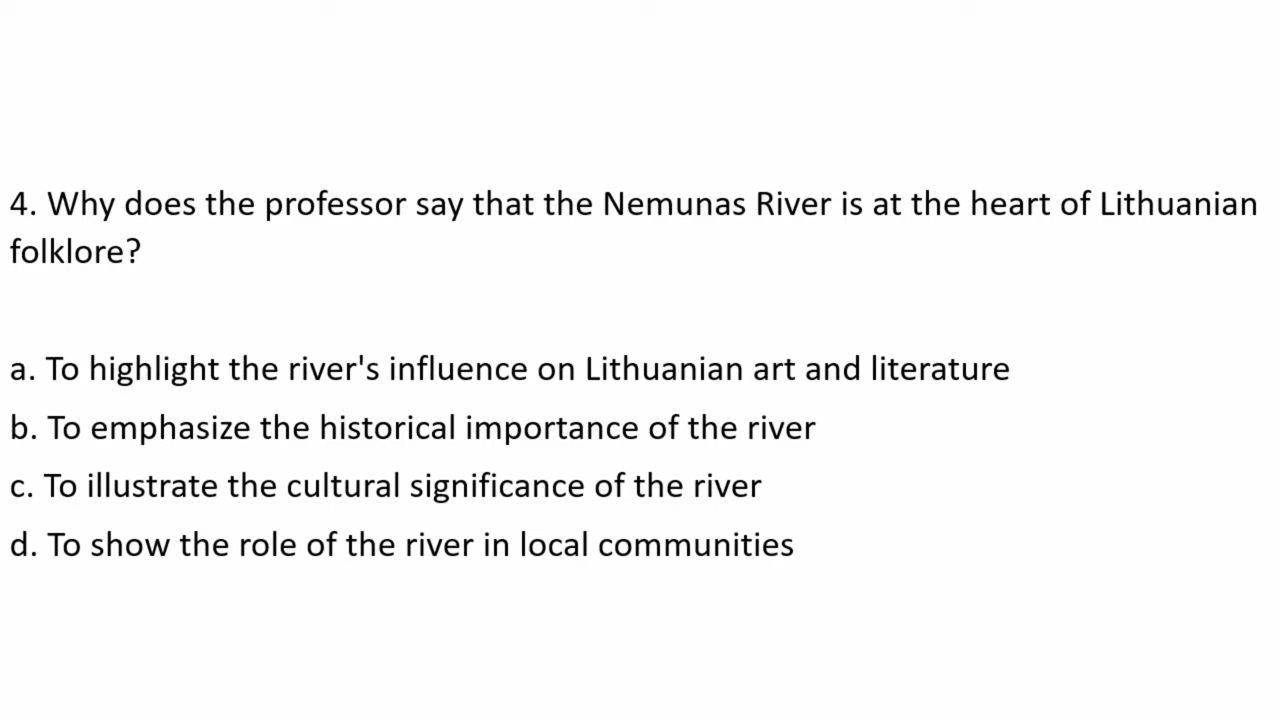 4. Why does the professor say that the Nemunas River is at the heart of Lithuanian
folklore?
a. To highlight the river's influence on Lithuanian art and literature
b. To emphasize the historical importance of the river
c. To illustrate the cultural significance of the river
d. To show the role of the river in local communities